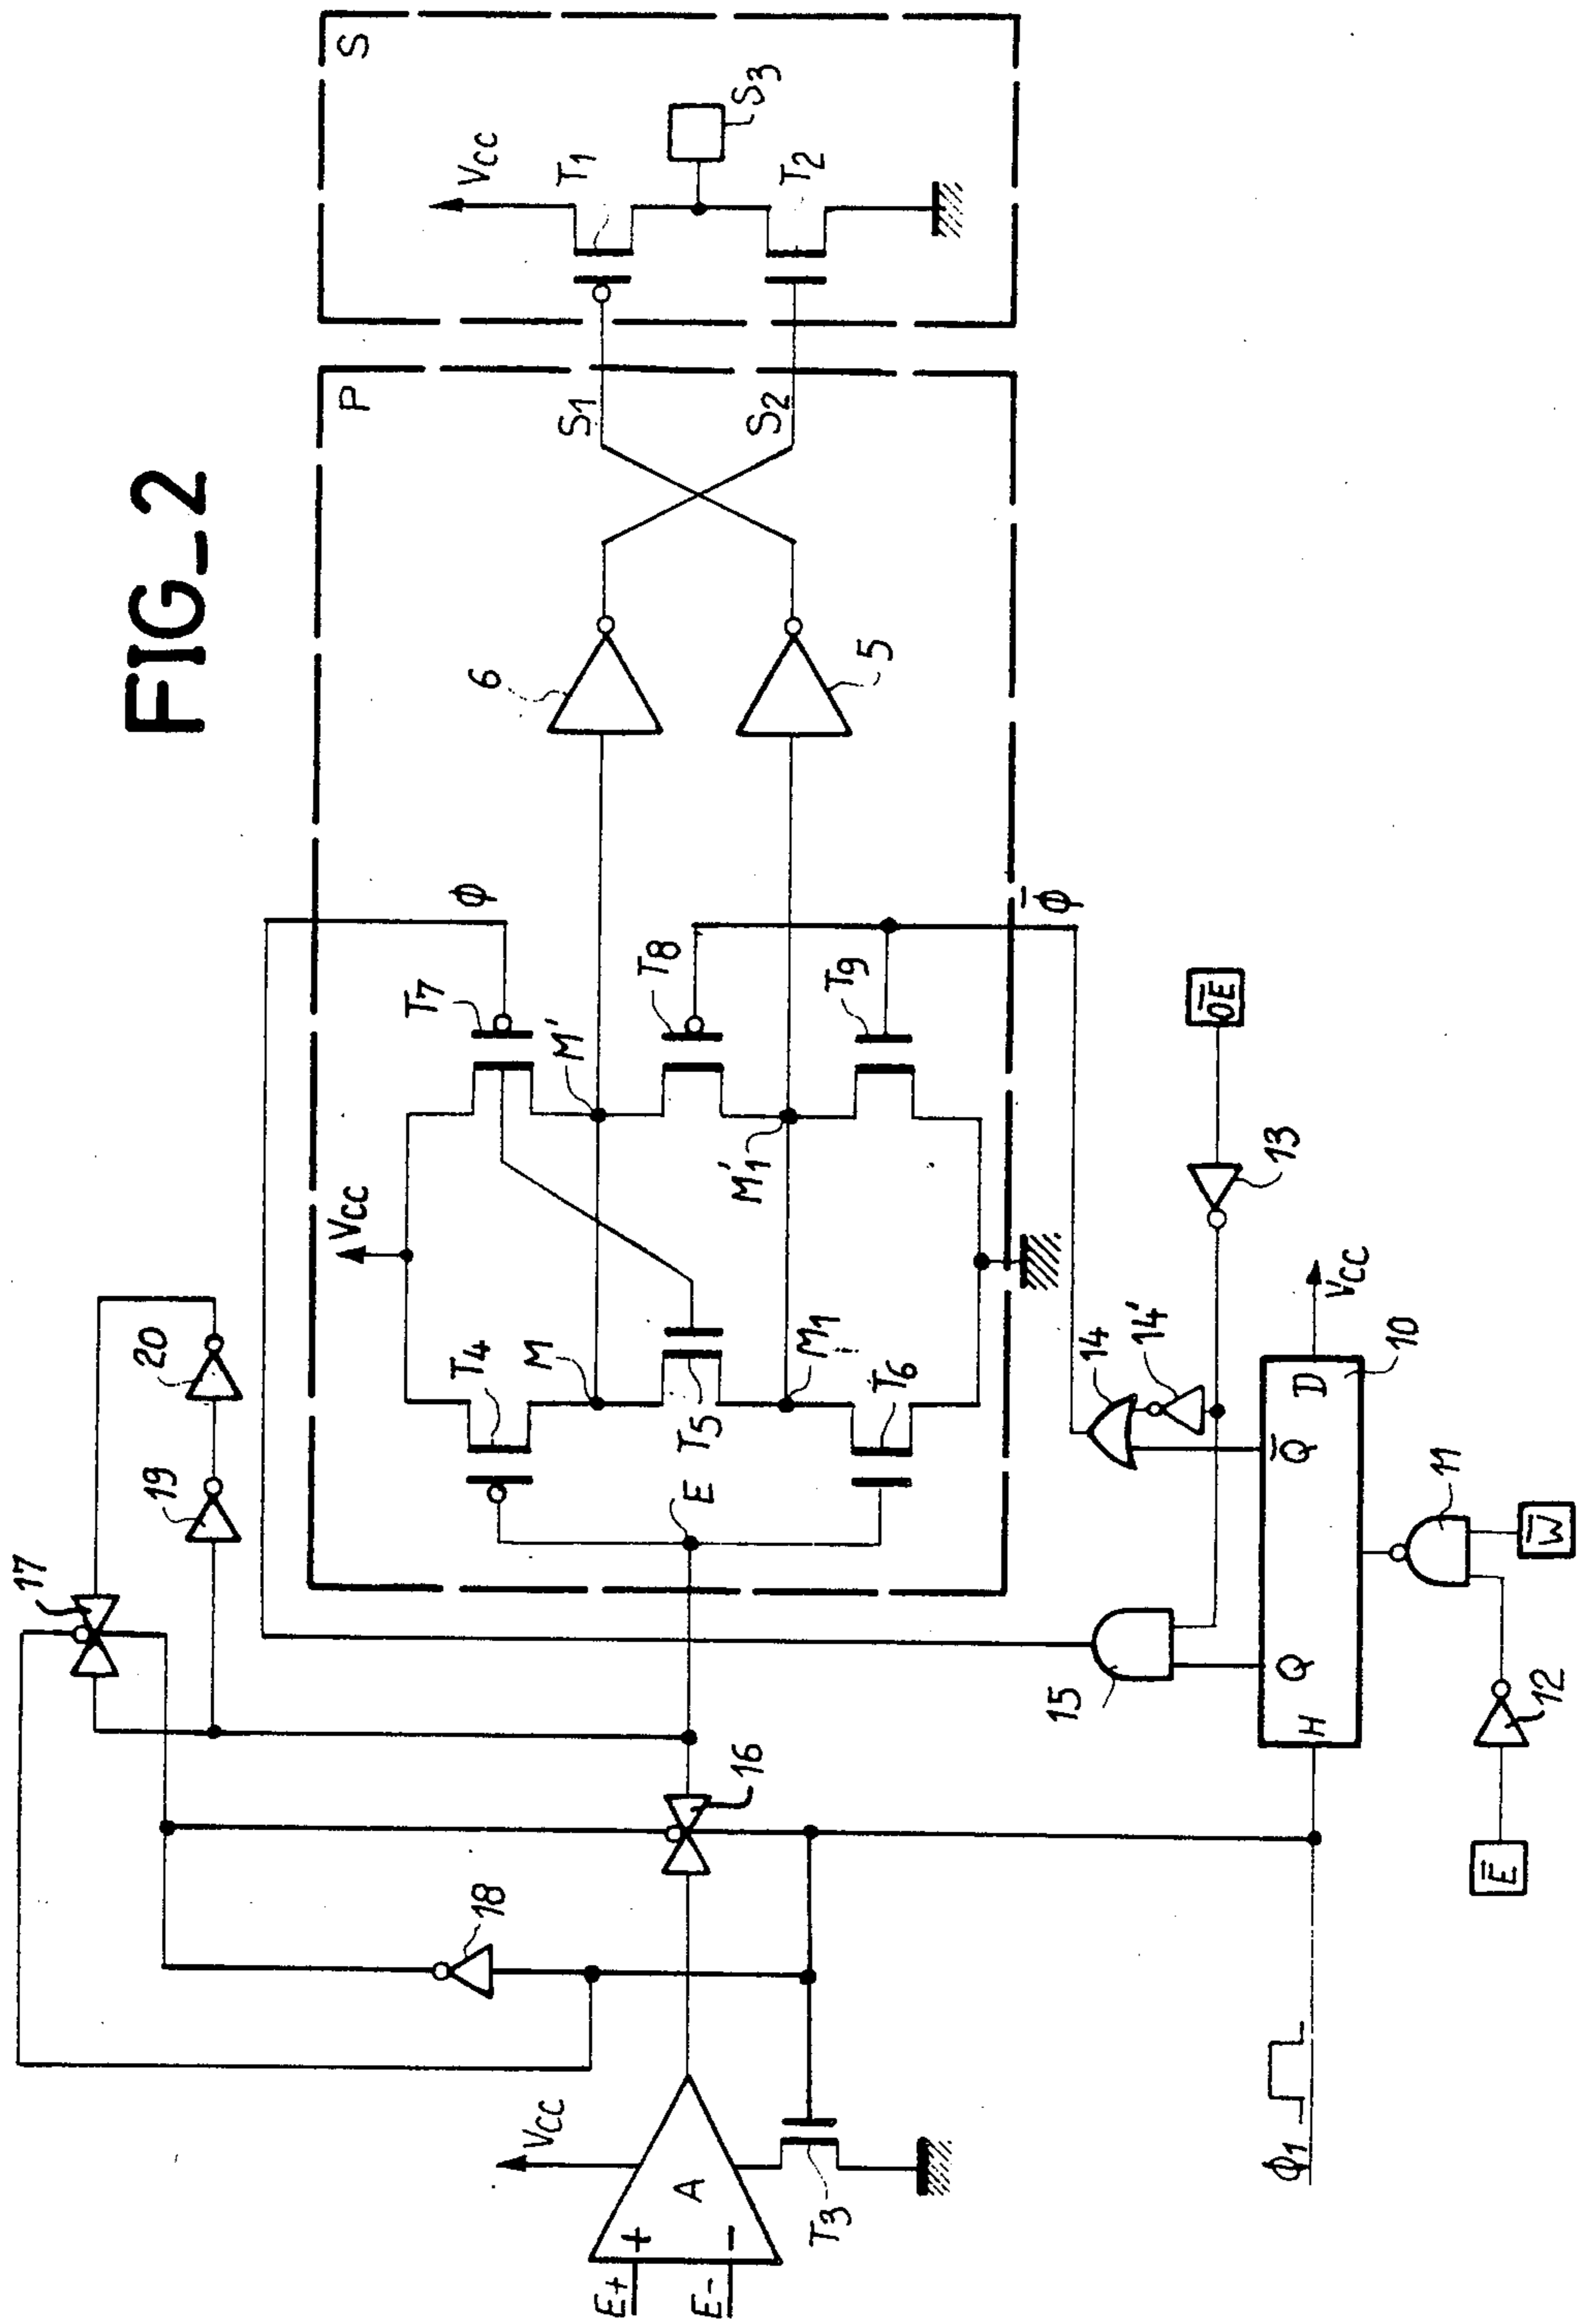 FIG_2
S
Vcc
T1
S3
T2
P
S1
S2
6
5
ϕ
T7
M'
T8
M'1
T9
ϕ̅
Vcc
T4
M
T5
M1
T6
E
20
19
17
16
18
O̅E̅
13
14
14'
Vcc
D
10
Q̅
Q
H
15
11
W̅
12
E̅
Vcc
A
+
-
E+
E-
T3
ϕ1